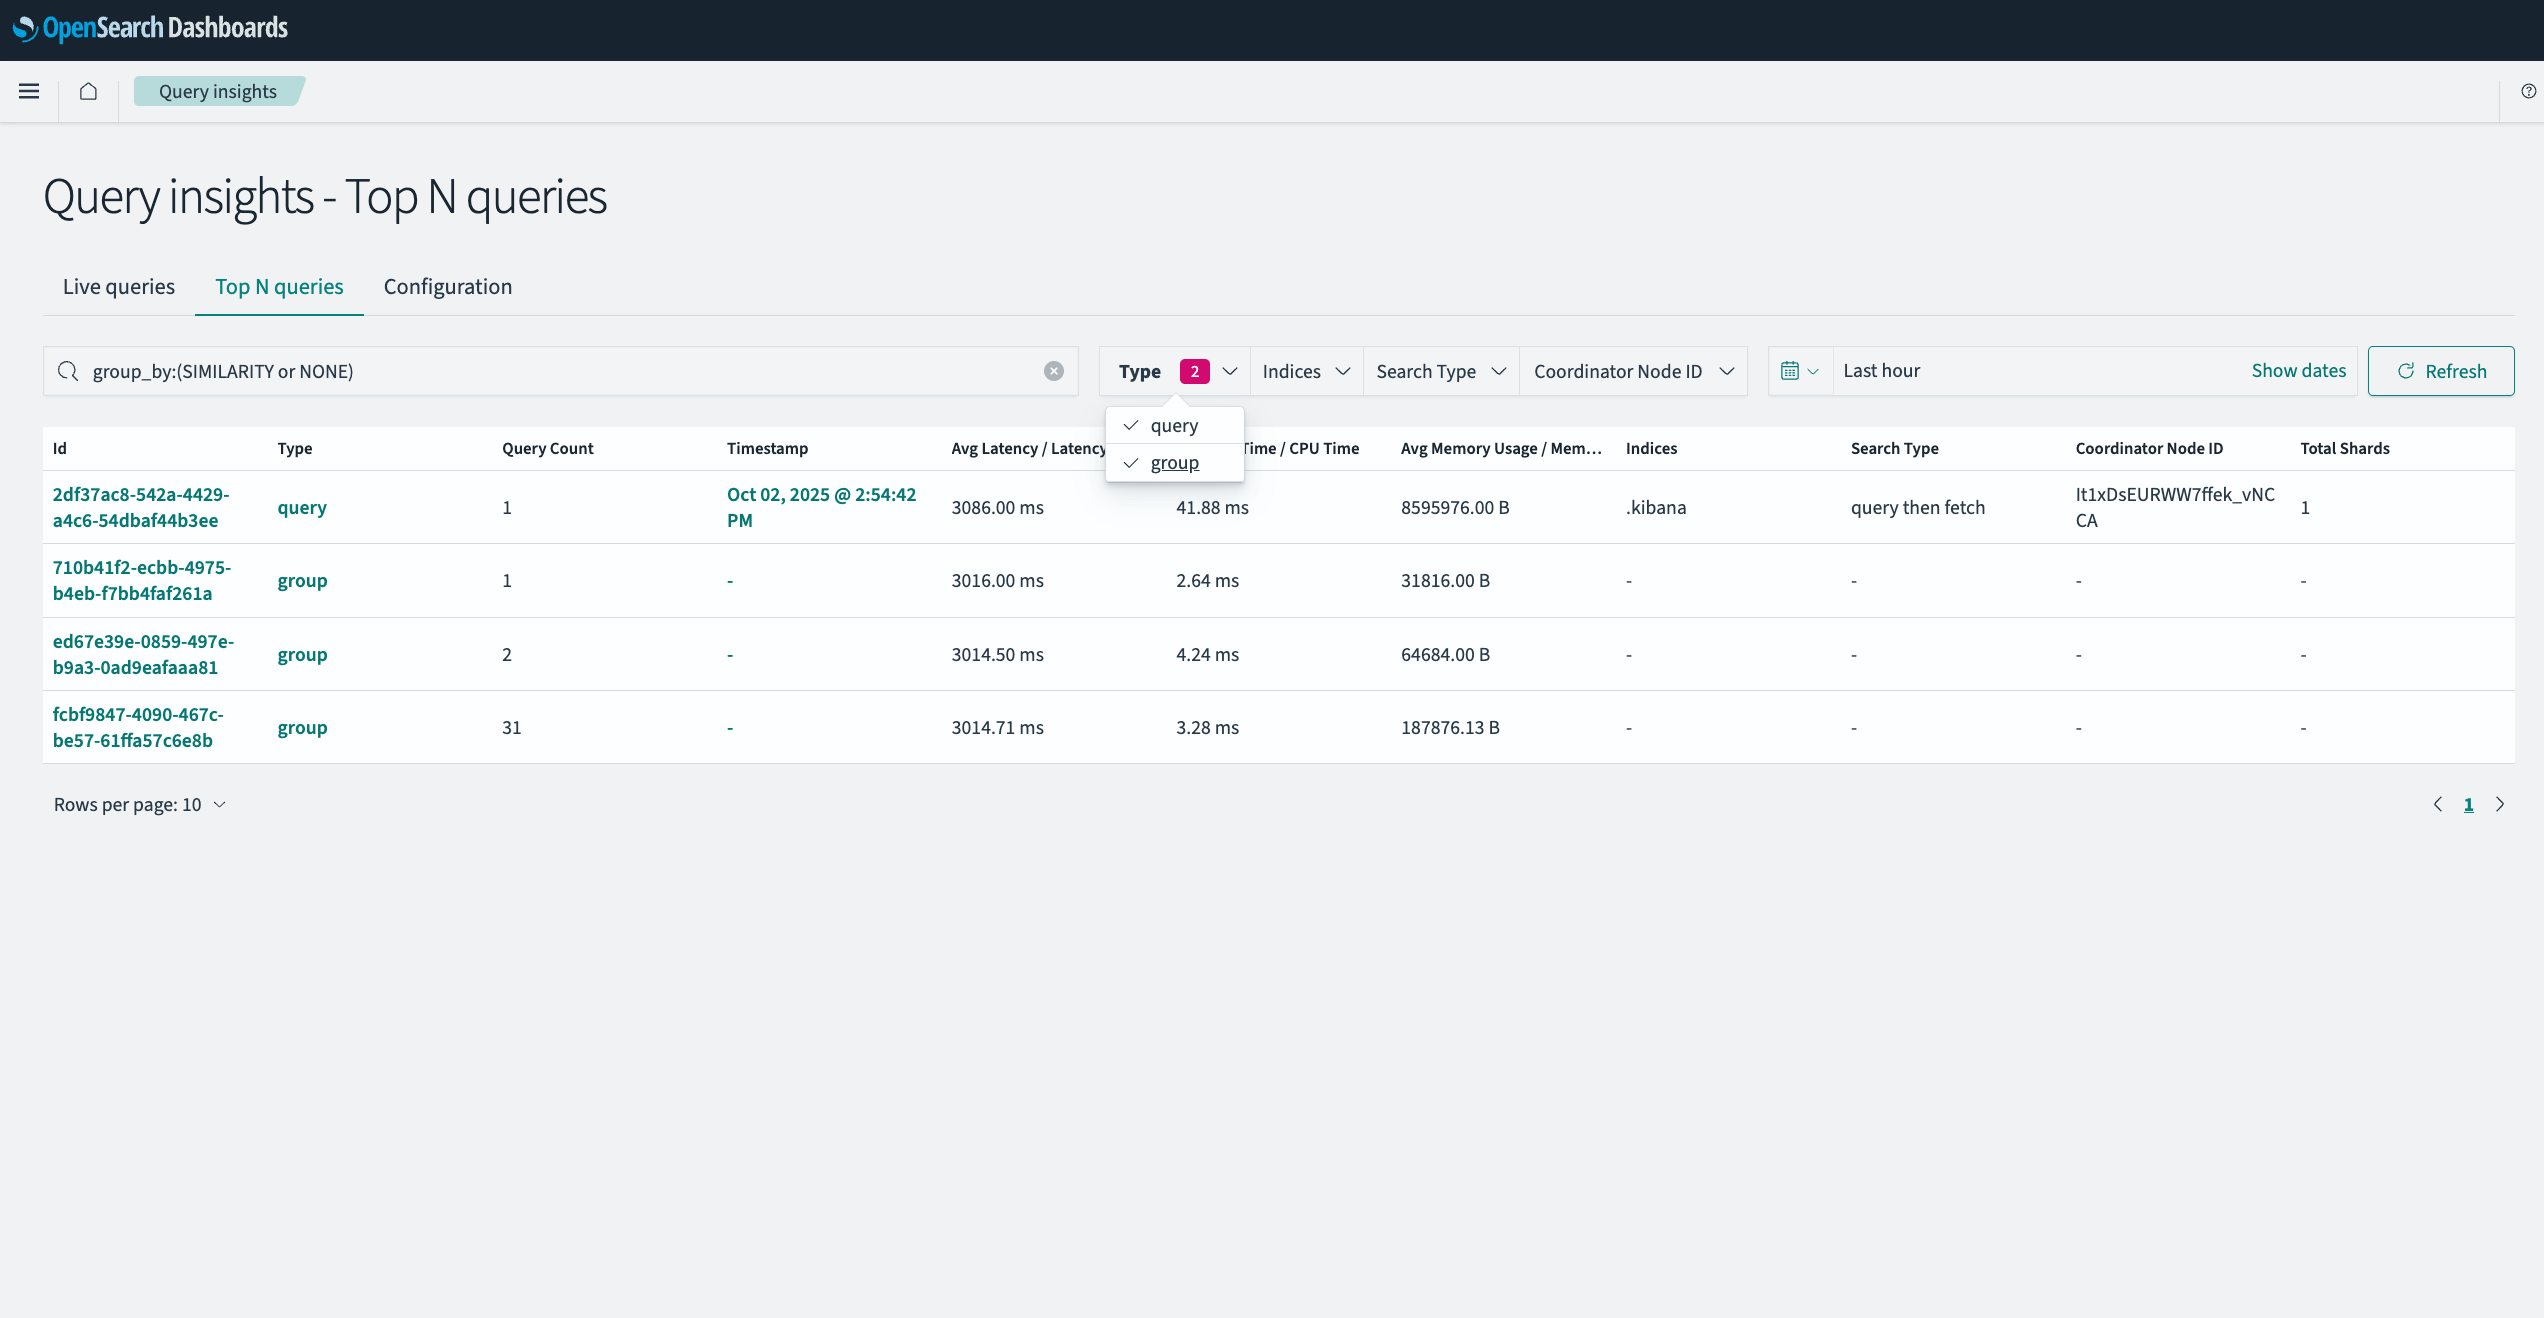 OpenSearch Dashboards
Query insights
Query insights - Top N queries
Live queries Top N queries Configuration
group_by:(SIMILARITY or NONE) Type 2 Indices Search Type Coordinator Node ID Last hour Show dates Refresh
query
group
Id Type Query Count Timestamp Avg Latency / Latency Time / CPU Time Avg Memory Usage / Mem... Indices Search Type Coordinator Node ID Total Shards
2df37ac8-542a-4429-
a4c6-54dbaf44b3ee query 1 Oct 02, 2025 @ 2:54:42
PM 3086.00 ms 41.88 ms 8595976.00 B .kibana query then fetch It1xDsEURWW7ffek_vNC
CA 1
710b41f2-ecbb-4975-
b4eb-f7bb4faf261a group 1 - 3016.00 ms 2.64 ms 31816.00 B - - - -
ed67e39e-0859-497e-
b9a3-0ad9eafaaa81 group 2 - 3014.50 ms 4.24 ms 64684.00 B - - - -
fcbf9847-4090-467c-
be57-61ffa57c6e8b group 31 - 3014.71 ms 3.28 ms 187876.13 B - - - -
Rows per page: 10 1